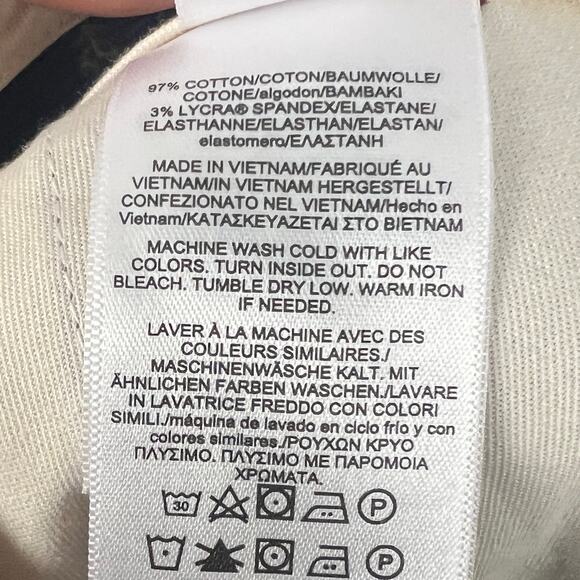 97% COTTON/COTON/BAUMWOLLE/
COTONE/algodon/BAMBAKI
3% LYCRA® SPANDEX/ELASTANE/
ELASTHANNE/ELASTHAN/ELASTAN/
elastomero/ΕΛΑΣΤΑΝΗ
MADE IN VIETNAM/FABRIQUÉ AU
VIETNAM/IN VIETNAM HERGESTELLT/
CONFEZIONATO NEL VIETNAM/Hecho en
Vietnam/ΚΑΤΑΣΚΕΥΑΖΕΤΑΙ ΣΤΟ ΒΙΕΤΝΑΜ
MACHINE WASH COLD WITH LIKE
COLORS. TURN INSIDE OUT. DO NOT
BLEACH. TUMBLE DRY LOW. WARM IRON
IF NEEDED.
LAVER À LA MACHINE AVEC DES
COULEURS SIMILAIRES./
MASCHINENWÄSCHE KALT. MIT
ÄHNLICHEN FARBEN WASCHEN./LAVARE
IN LAVATRICE FREDDO CON COLORI
SIMILI./máquina de lavado en ciclo frío y con
colores similares./ΡΟΥΧΩΝ ΚΡΥΟ
ΠΛΥΣΙΜΟ. ΠΛΥΣΙΜΟ ΜΕ ΠΑΡΟΜΟΙΑ
ΧΡΩΜΑΤΑ.
30 P
P